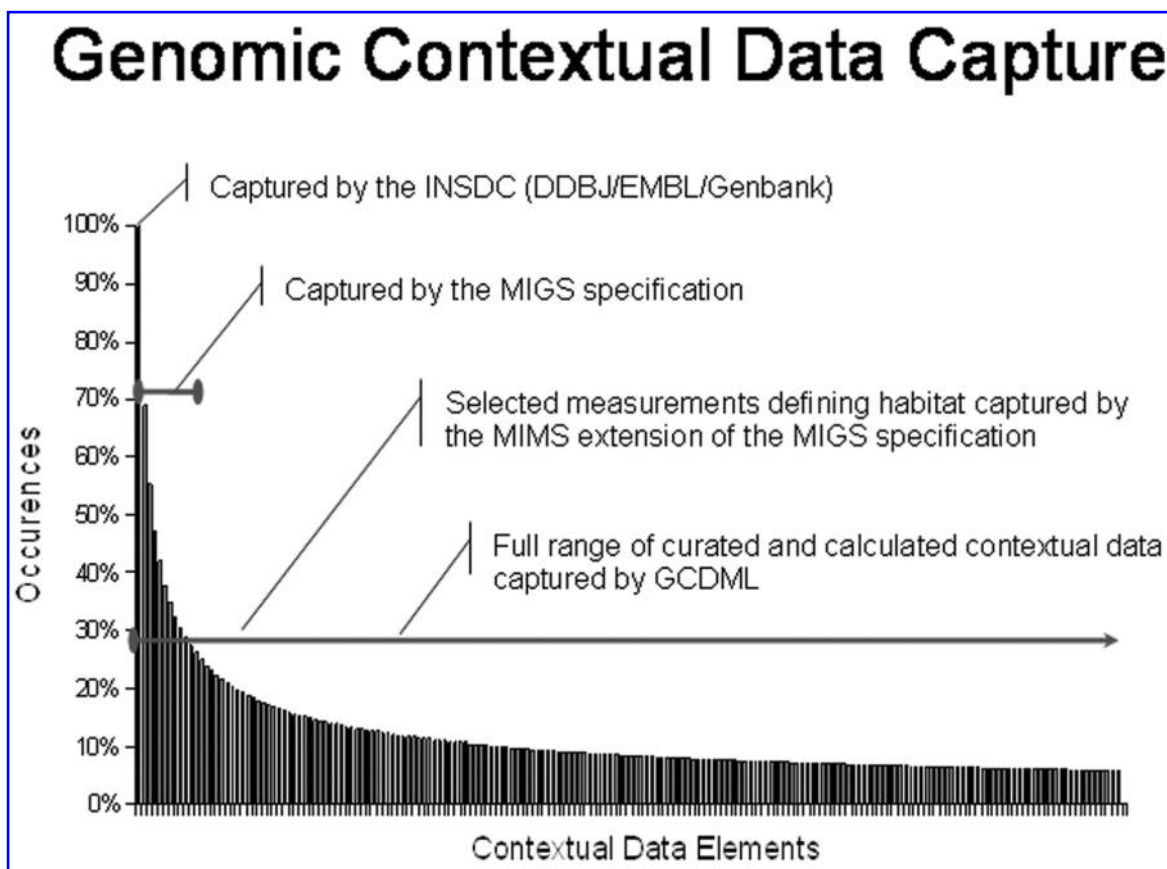 Genomic Contextual Data Capture
Captured by the INSDC (DDBJ/EMBL/Genbank)
100%
Captured by the MIGS specification
90%
80%
70%
Selected measurements defining habitat captured by
the MIMS extension of the MIGS specification
60%
50%
Full range of curated and calculated contextual data
captured by GCDML
40%
30%
20%
10%
0%
Occurences
Contextual Data Elements